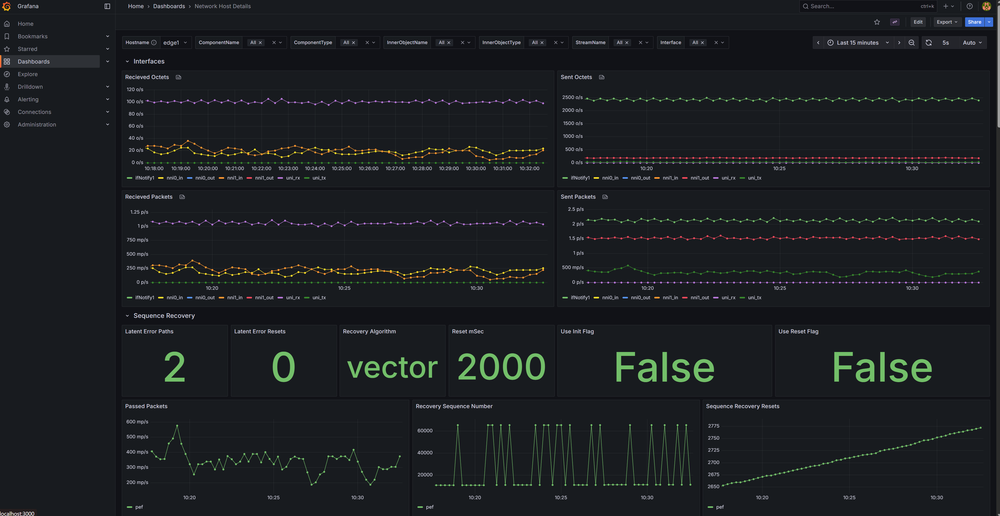 Grafana
Home › Dashboards › Network Host Details
Search... ctrl+k
Home
Bookmarks
Starred
Dashboards
Explore
Drilldown
Alerting
Connections
Administration
Edit Export Share
Hostname edge1 ComponentName All ComponentType All InnerObjectName All InnerObjectType All StreamName All Interface All Last 15 minutes 5s Auto
Interfaces
Recieved Octets
120 o/s
100 o/s
80 o/s
60 o/s
40 o/s
20 o/s
0 o/s
10:18:00 10:19:00 10:20:00 10:21:00 10:22:00 10:23:00 10:24:00 10:25:00 10:26:00 10:27:00 10:28:00 10:29:00 10:30:00 10:31:00 10:32:00
ifNotify1 nni0_in nni0_out nni1_in nni1_out uni_rx uni_tx
Sent Octets
2500 o/s
2000 o/s
1500 o/s
1000 o/s
500 o/s
0 o/s
10:20 10:25 10:30
ifNotify1 nni0_in nni0_out nni1_in nni1_out uni_rx uni_tx
Recieved Packets
1.25 p/s
1 p/s
750 mp/s
500 mp/s
250 mp/s
0 p/s
10:20 10:25 10:30
ifNotify1 nni0_in nni0_out nni1_in nni1_out uni_rx uni_tx
Sent Packets
2.5 p/s
2 p/s
1.5 p/s
1 p/s
500 mp/s
0 p/s
10:20 10:25 10:30
ifNotify1 nni0_in nni0_out nni1_in nni1_out uni_rx uni_tx
Sequence Recovery
Latent Error Paths
2
Latent Error Resets
0
Recovery Algorithm
vector
Reset mSec
2000
Use Init Flag
False
Use Reset Flag
False
Passed Packets
600 mp/s
500 mp/s
400 mp/s
300 mp/s
200 mp/s
10:20 10:25 10:30
pef
Recovery Sequence Number
60000
40000
20000
10:20 10:25 10:30
pef
Sequence Recovery Resets
2775
2750
2725
2700
2675
2650
10:20 10:25 10:30
pef
localhost:3000